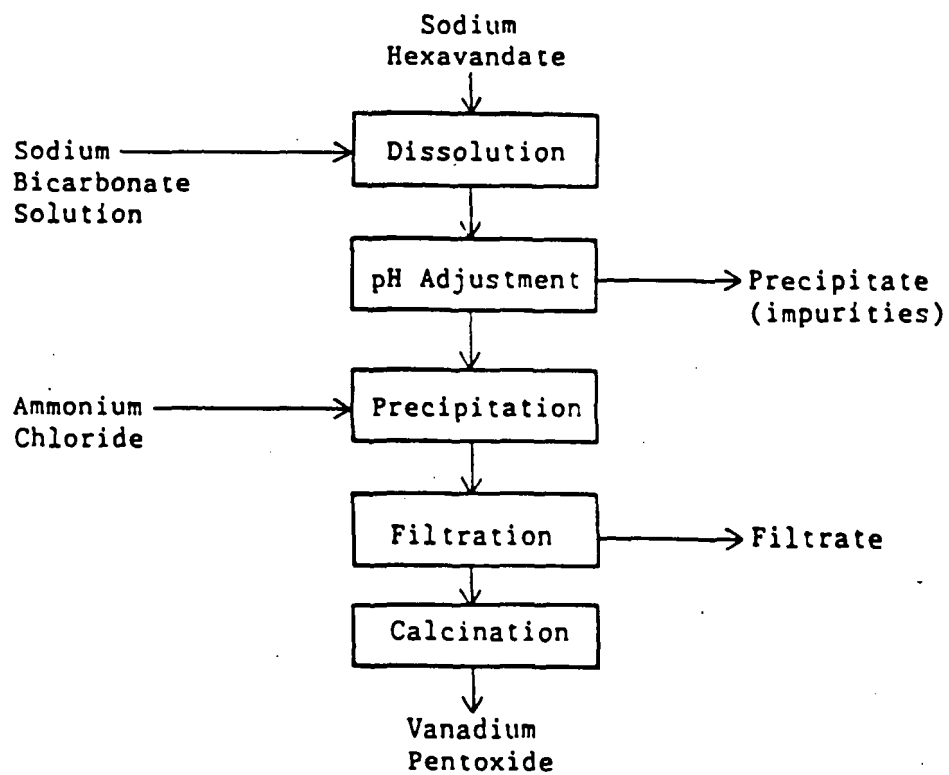 Sodium
Hexavandate
Dissolution
Sodium
Bicarbonate
Solution
pH Adjustment
Precipitate
(impurities)
Precipitation
Ammonium
Chloride
Filtration
Filtrate
Calcination
Vanadium
Pentoxide